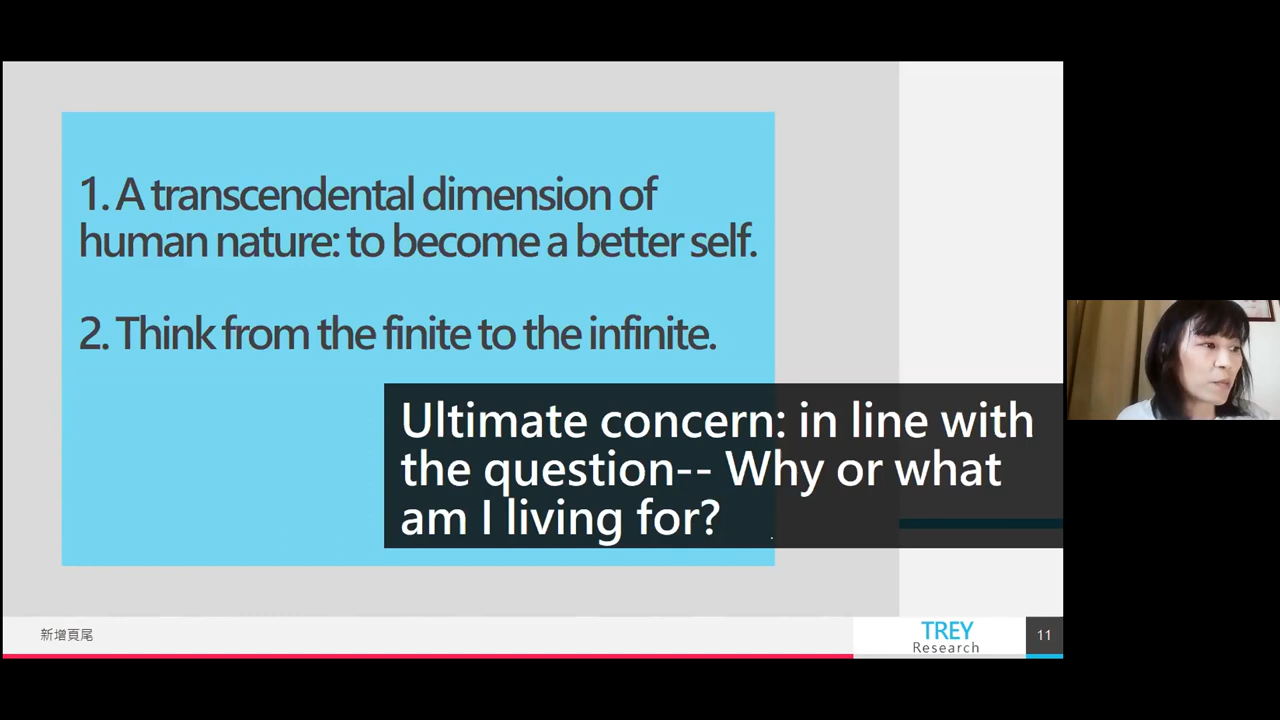 1. A transcendental dimension of
human nature: to become a better self.
2. Think from the finite to the infinite.
Ultimate concern: in line with
the question-- Why or what
am I living for?
新增頁尾
TREY
Research
11